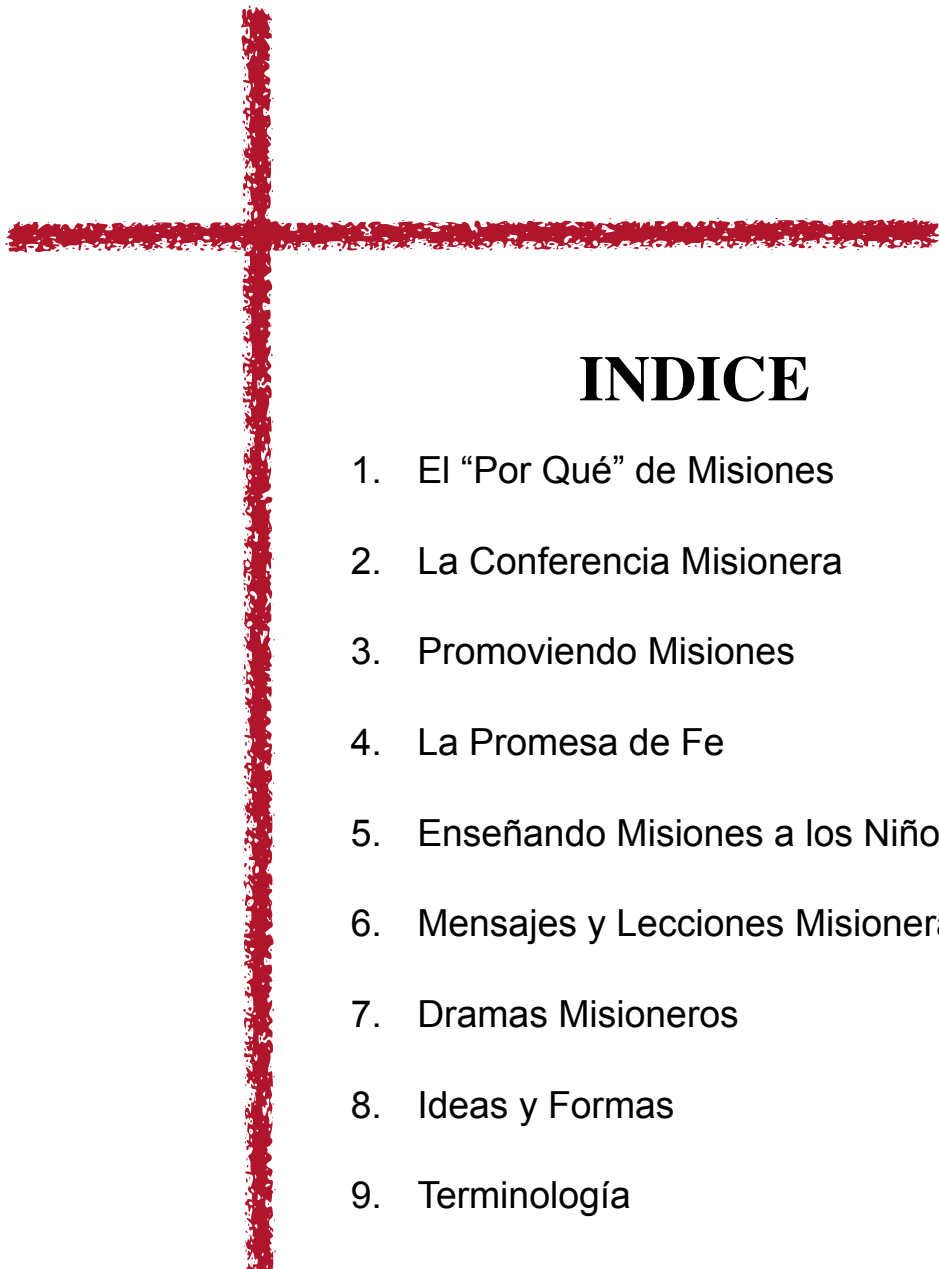 INDICE
1. El “Por Qué” de Misiones
2. La Conferencia Misionera
3. Promoviendo Misiones
4. La Promesa de Fe
5. Enseñando Misiones a los Niño
6. Mensajes y Lecciones Misioner
7. Dramas Misioneros
8. Ideas y Formas
9. Terminología